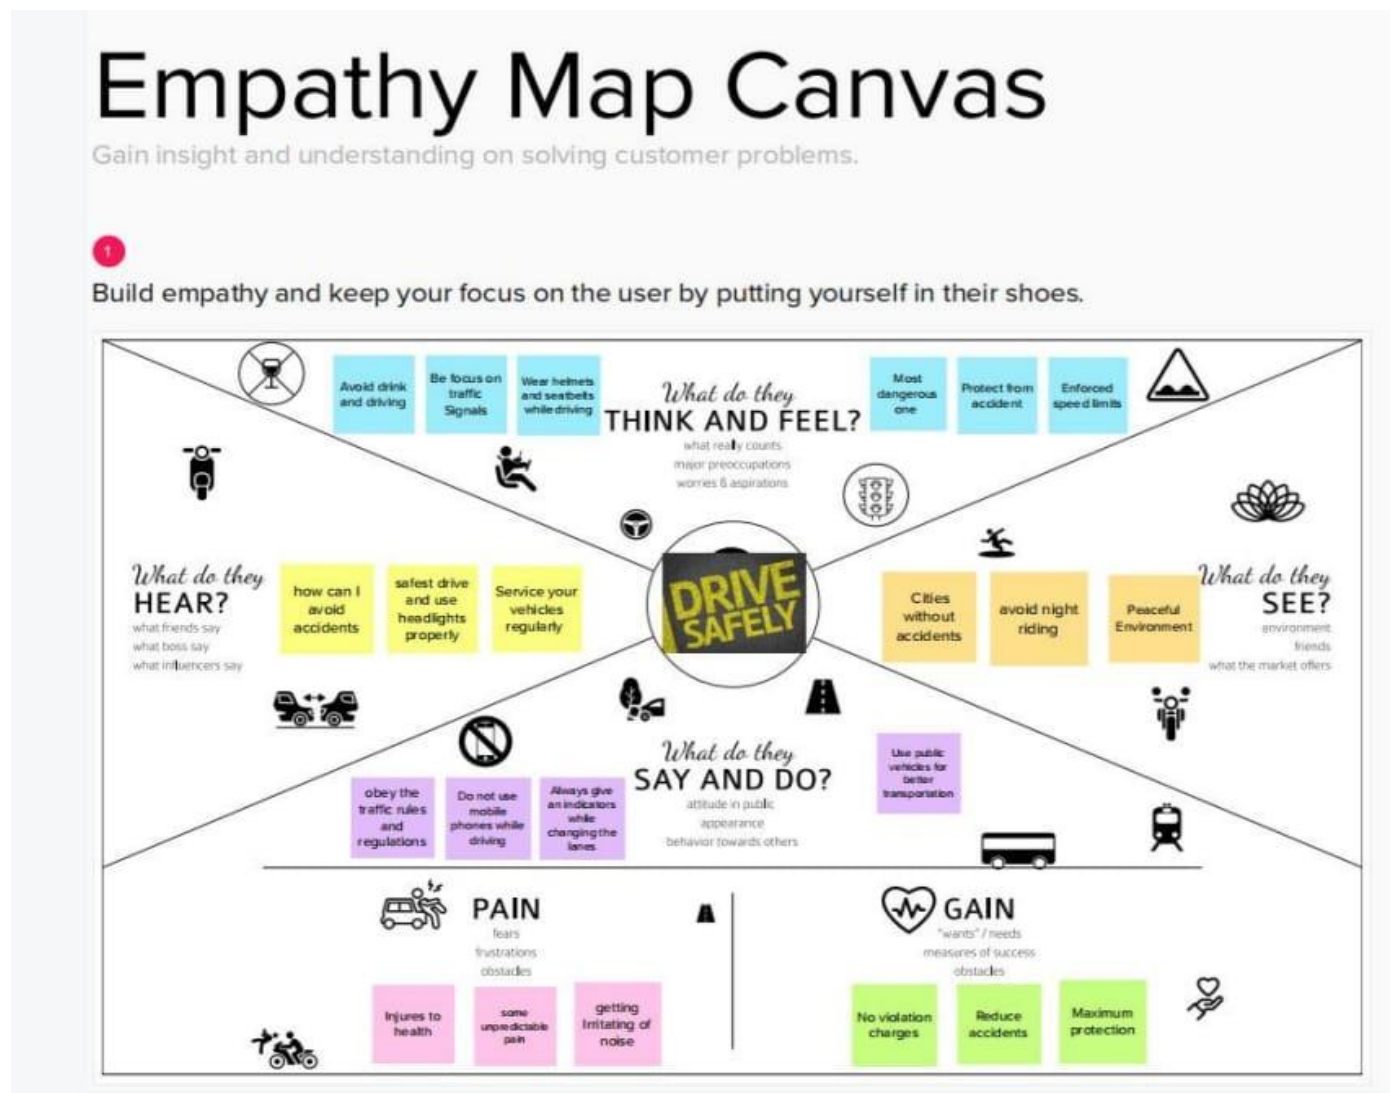 Empathy Map Canvas
Gain insight and understanding on solving customer problems.
1
Build empathy and keep your focus on the user by putting yourself in their shoes.
Avoid drink
and driving
Be focus on
traffic
Signals
Wear helmets
and seatbelts
while driving
What do they
THINK AND FEEL?
what really counts
major preoccupations
worries & aspirations
Most
dangerous
one
Protect from
accident
Enforced
speed limits
What do they
HEAR?
what friends say
what boss say
what influencers say
how can I
avoid
accidents
safest drive
and use
headlights
properly
Service your
vehicles
regularly
DRIVE
SAFELY
Cities
without
accidents
avoid night
riding
Peaceful
Environment
What do they
SEE?
environment
friends
what the market offers
obey the
traffic rules
and
regulations
Do not use
mobile
phones while
driving
Always give
an indicators
while
changing the
lanes
What do they
SAY AND DO?
attitude in public
appearance
behavior towards others
Use public
vehicles for
better
transportation
PAIN
fears
frustrations
obstacles
Injures to
health
some
unpredictable
pain
getting
Irritating of
noise
GAIN
"wants" / needs
measures of success
obstacles
No violation
charges
Reduce
accidents
Maximum
protection